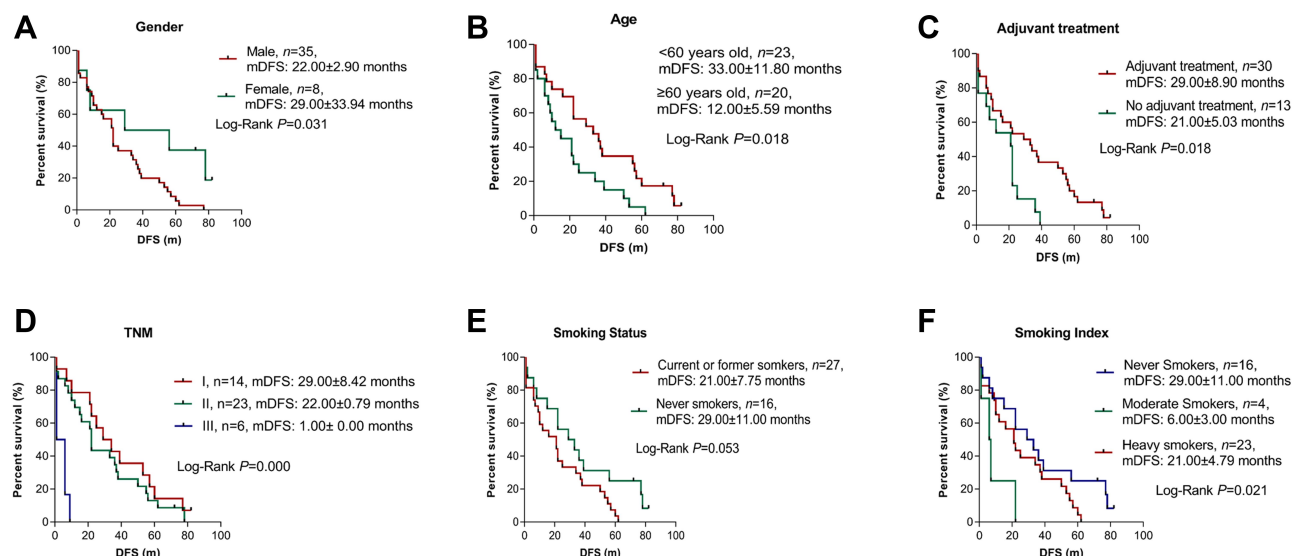 A
Gender
Percent survival (%)
100
80
60
40
20
0
0 20 40 60 80 100
DFS (m)
Male, n=35,
mDFS: 22.00±2.90 months
Female, n=8,
mDFS: 29.00±33.94 months
Log-Rank P=0.031
B
Age
Percent survival (%)
100
80
60
40
20
0
0 20 40 60 80 100
DFS (m)
<60 years old, n=23,
mDFS: 33.00±11.80 months
≥60 years old, n=20,
mDFS: 12.00±5.59 months
Log-Rank P=0.018
C
Adjuvant treatment
Percent survival (%)
100
80
60
40
20
0
0 20 40 60 80 100
DFS (m)
Adjuvant treatment, n=30
mDFS: 29.00±8.90 months
No adjuvant treatment, n=13
mDFS: 21.00±5.03 months
Log-Rank P=0.018
D
TNM
Percent survival (%)
100
80
60
40
20
0
0 20 40 60 80 100
DFS (m)
I, n=14, mDFS: 29.00±8.42 months
II, n=23, mDFS: 22.00±0.79 months
III, n=6, mDFS: 1.00± 0.00 months
Log-Rank P=0.000
E
Smoking Status
Percent survival (%)
100
80
60
40
20
0
0 20 40 60 80 100
DFS (m)
Current or former somkers, n=27,
mDFS: 21.00±7.75 months
Never smokers, n=16,
mDFS: 29.00±11.00 months
Log-Rank P=0.053
F
Smoking Index
Percent survival (%)
100
80
60
40
20
0
0 20 40 60 80 100
DFS (m)
Never Smokers, n=16,
mDFS: 29.00±11.00 months
Moderate Smokers, n=4,
mDFS: 6.00±3.00 months
Heavy smokers, n=23,
mDFS: 21.00±4.79 months
Log-Rank P=0.021